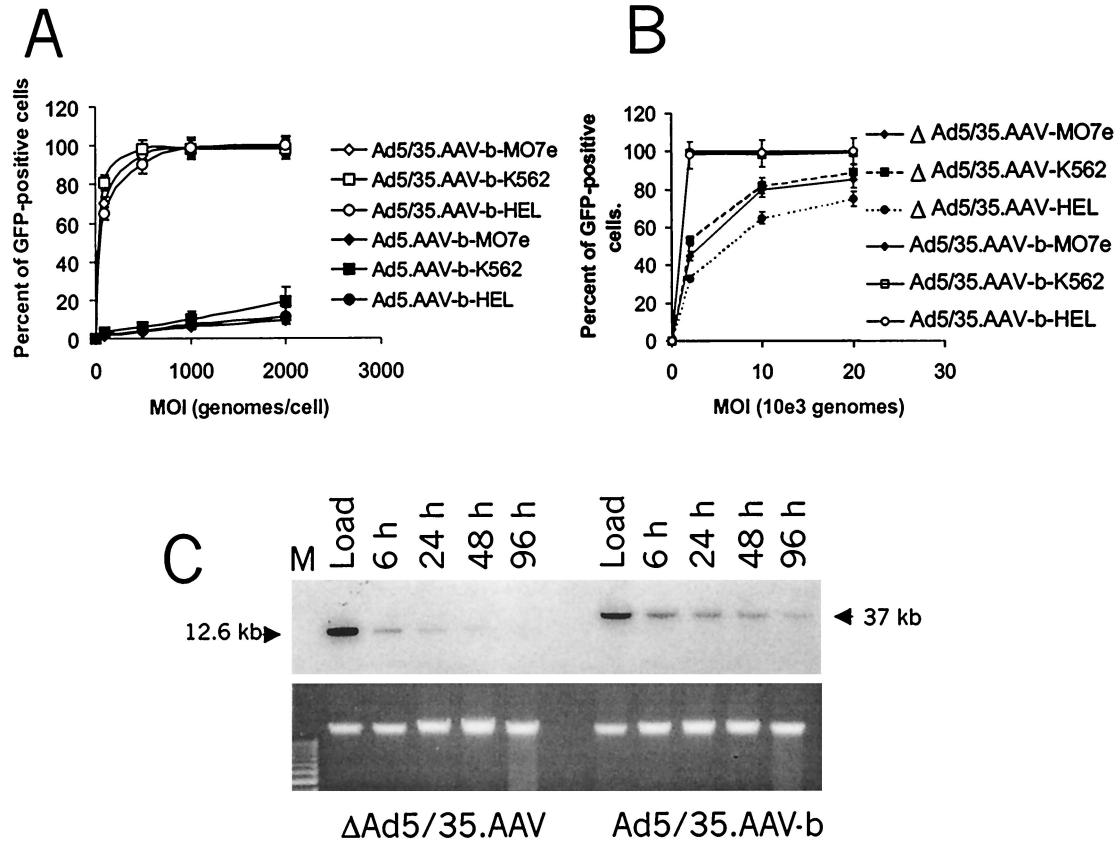 A
Percent of GFP-positive cells
120
100
80
60
40
20
0
0 1000 2000 3000
MOI (genomes/cell)
Ad5/35.AAV-b-MO7e
Ad5/35.AAV-b-K562
Ad5/35.AAV-b-HEL
Ad5.AAV-b-MO7e
Ad5.AAV-b-K562
Ad5.AAV-b-HEL
B
Percent of GFP-positive
cells.
120
100
80
60
40
20
0
0 10 20 30
MOI (10e3 genomes)
Δ Ad5/35.AAV-MO7e
Δ Ad5/35.AAV-K562
Δ Ad5/35.AAV-HEL
Ad5/35.AAV-b-MO7e
Ad5/35.AAV-b-K562
Ad5/35.AAV-b-HEL
C
M Load 6 h 24 h 48 h 96 h Load 6 h 24 h 48 h 96 h
12.6 kb
37 kb
ΔAd5/35.AAV Ad5/35.AAV-b